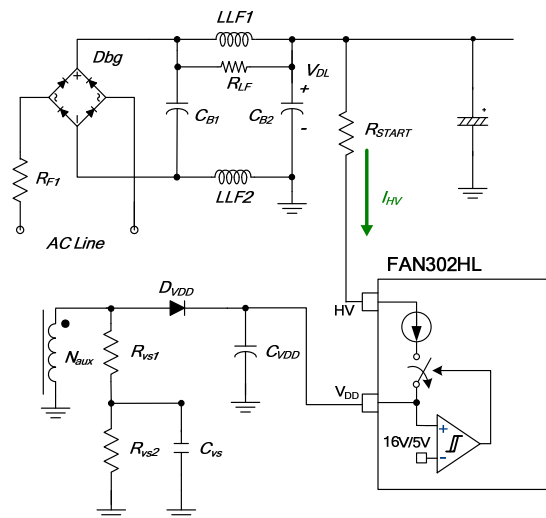 LLF1
Dbg
RLF
VDL
+
-
CB1
CB2
RSTART
+
RF1
LLF2
IHV
AC Line
FAN302HL
DVDD
HV
Naux
Rvs1
CVDD
VDD
Rvs2
Cvs
16V/5V
+
-